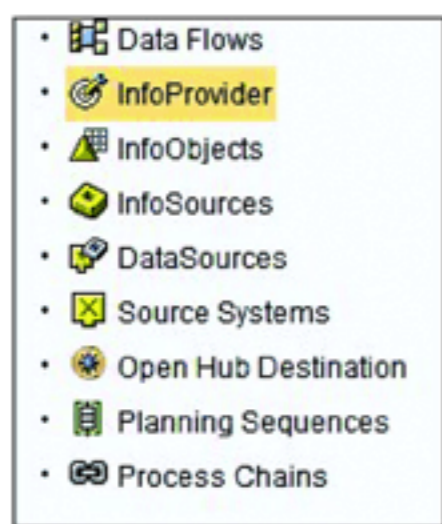 Data Flows
InfoProvider
InfoObjects
InfoSources
DataSources
Source Systems
Open Hub Destination
Planning Sequences
Process Chains